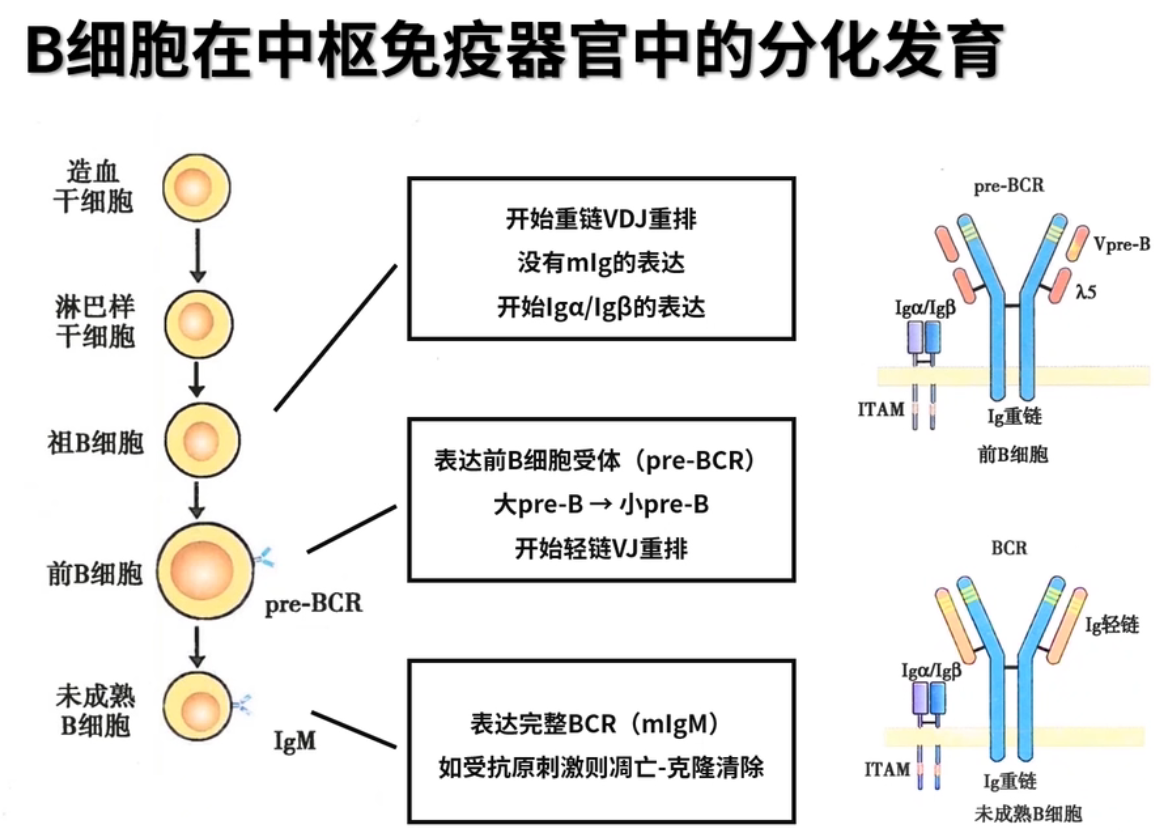 B细胞在中枢免疫器官中的分化发育
造血
干细胞
淋巴样
干细胞
祖B细胞
前B细胞
pre-BCR
未成熟
B细胞
IgM
开始重链VDJ重排
没有mIg的表达
开始Igα/Igβ的表达
表达前B细胞受体（pre-BCR）
大pre-B → 小pre-B
开始轻链VJ重排
表达完整BCR（mIgM）
如受抗原刺激则凋亡-克隆清除
pre-BCR
Vpre-B
λ5
Igα/Igβ
ITAM
Ig重链
前B细胞
BCR
Ig轻链
Igα/Igβ
ITAM
Ig重链
未成熟B细胞